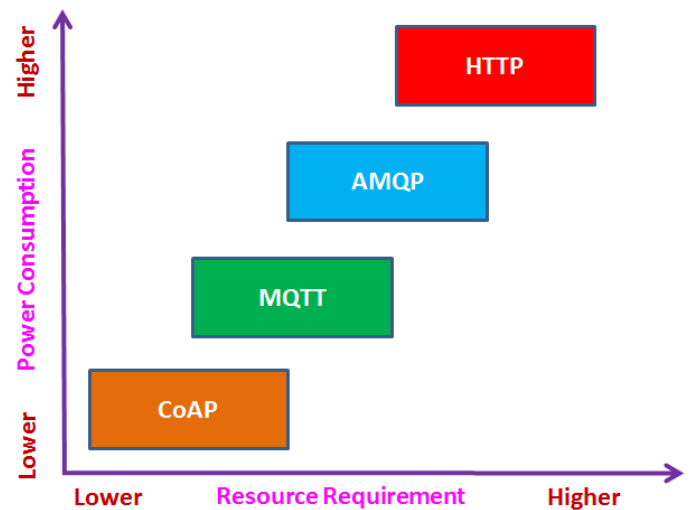 Higher
Power Consumption
Lower
HTTP
AMQP
MQTT
CoAP
Lower Resource Requirement Higher